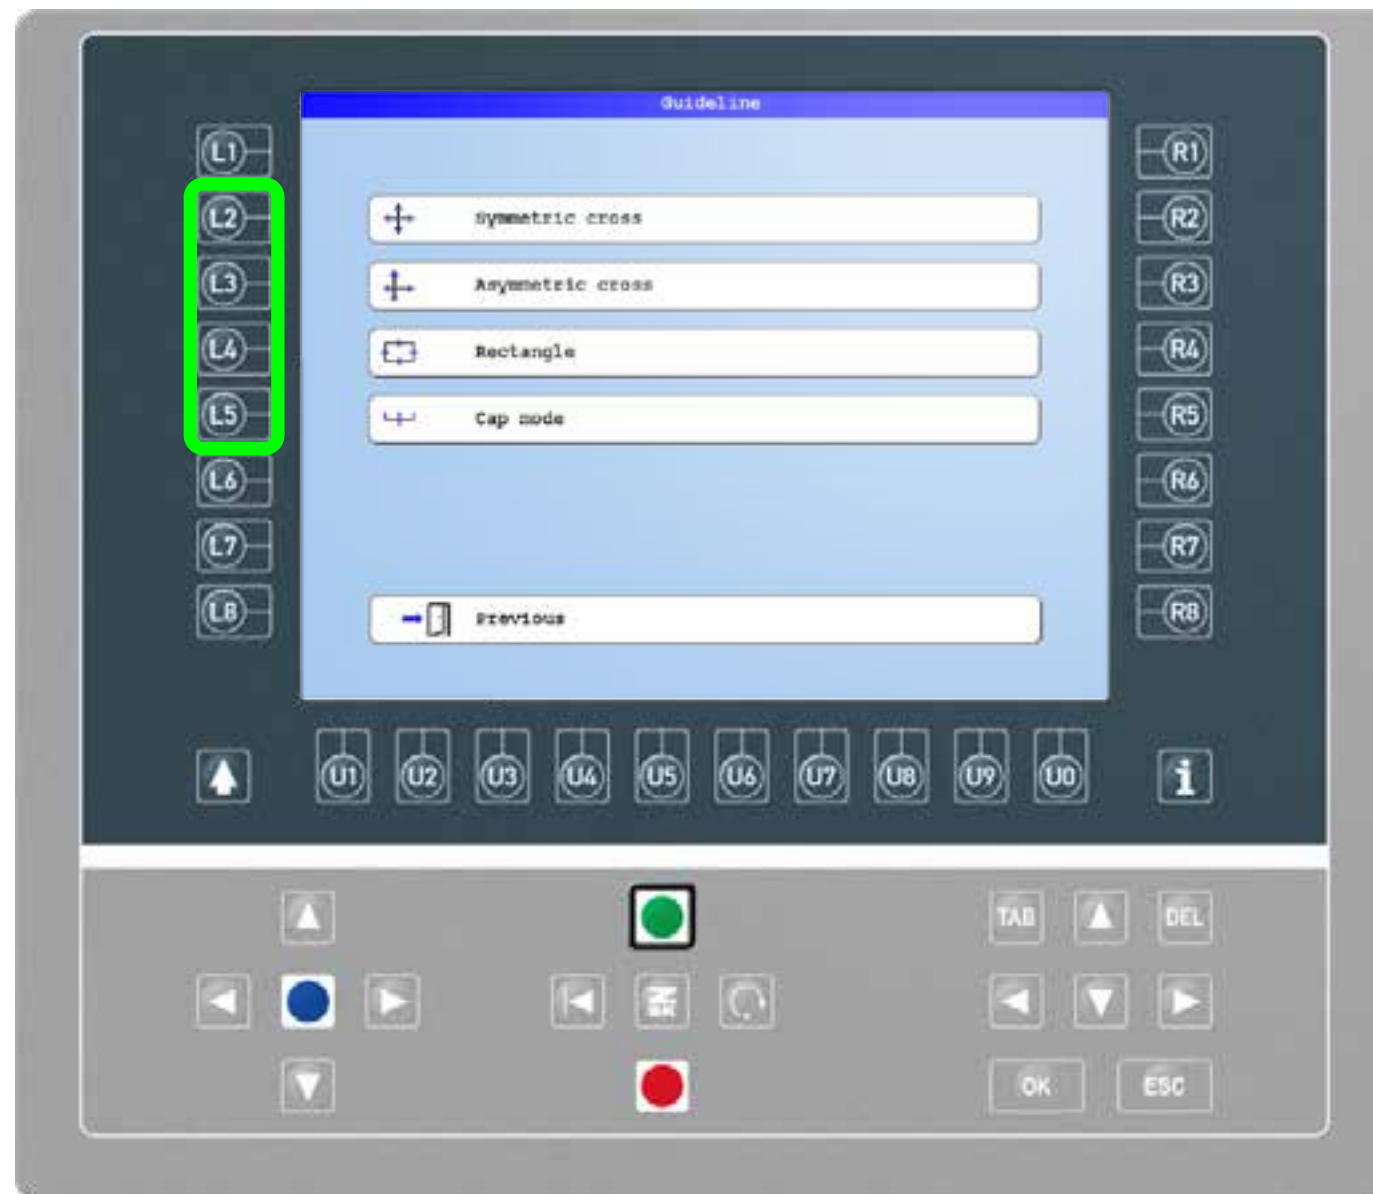 Guideline
L1
R1
L2
Symmetric cross
R2
L3
Asymmetric cross
R3
L4
Rectangle
R4
L5
Cap mode
R5
L6
R6
L7
R7
L8
Previous
R8
U1 U2 U3 U4 U5 U6 U7 U8 U9 U0
i
TAB DEL
OK ESC